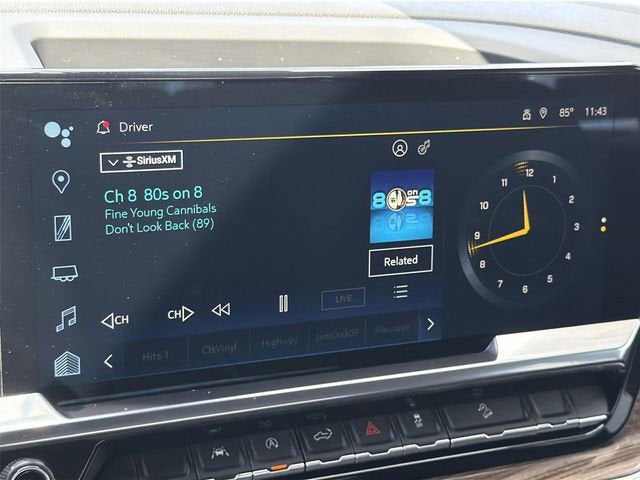 Driver
85° 11:43
SiriusXM
Ch 8 80s on 8
Fine Young Cannibals
Don't Look Back (89)
80s on 8
Related
12
1
2
3
4
5
6
7
8
9
10
11
CH
CH
LIVE
Hits 1
ClsVinyl
Highway
JamOn309
Message